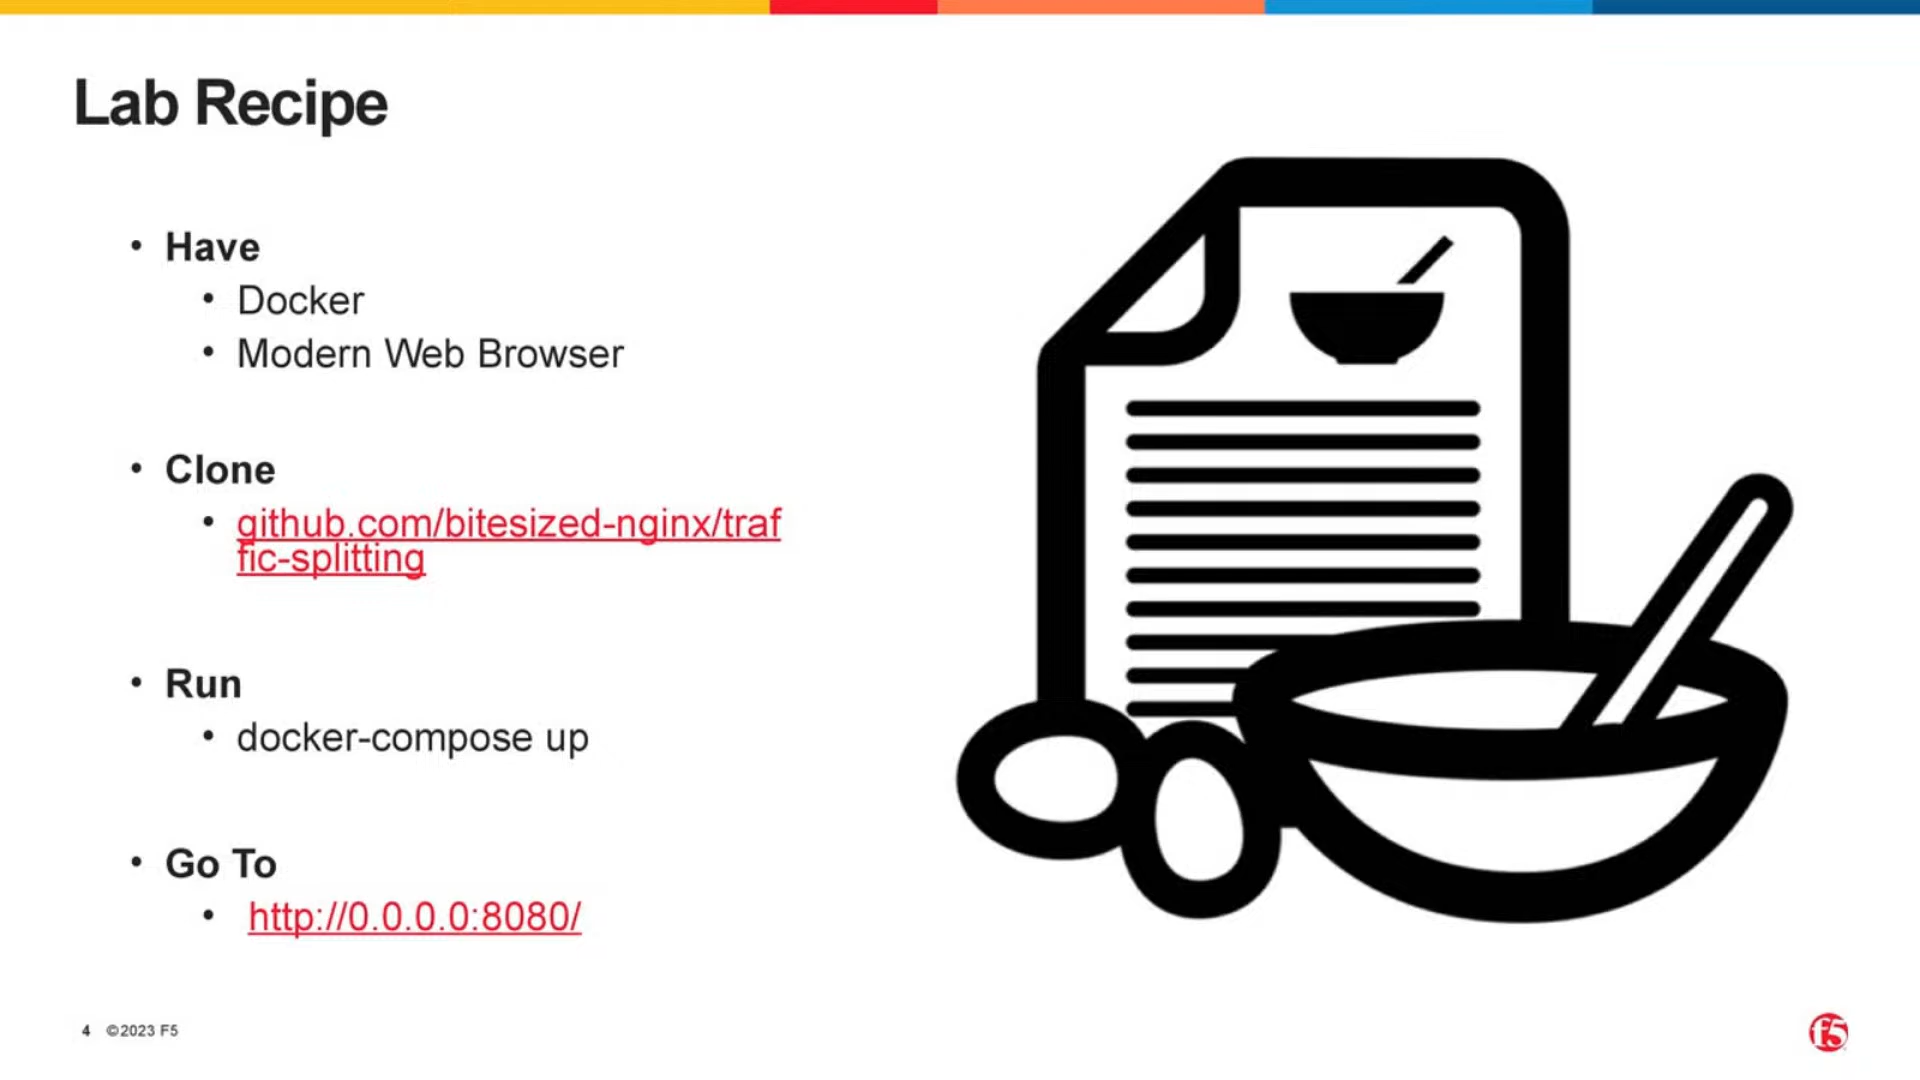 Lab Recipe
• Have
• Docker
• Modern Web Browser
• Clone
• github.com/bitesized-nginx/traf
fic-splitting
• Run
• docker-compose up
• Go To
• http://0.0.0.0:8080/
4 ©2023 F5
f5